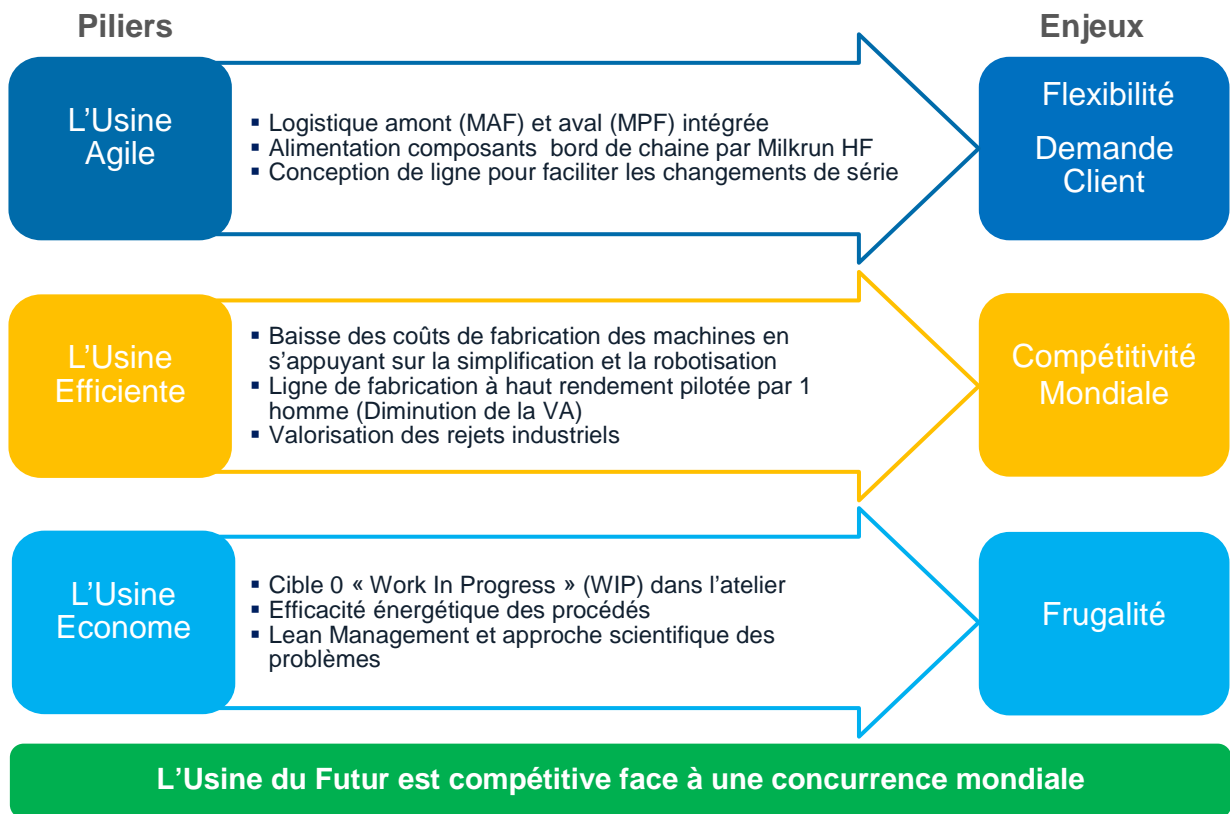 Piliers
Enjeux
L’Usine
Agile
▪ Logistique amont (MAF) et aval (MPF) intégrée
▪ Alimentation composants bord de chaine par Milkrun HF
▪ Conception de ligne pour faciliter les changements de série
Flexibilité
Demande
Client
L’Usine
Efficiente
▪ Baisse des coûts de fabrication des machines en
s’appuyant sur la simplification et la robotisation
▪ Ligne de fabrication à haut rendement pilotée par 1
homme (Diminution de la VA)
▪ Valorisation des rejets industriels
Compétitivité
Mondiale
L’Usine
Econome
▪ Cible 0 « Work In Progress » (WIP) dans l’atelier
▪ Efficacité énergétique des procédés
▪ Lean Management et approche scientifique des
problèmes
Frugalité
L’Usine du Futur est compétitive face à une concurrence mondiale